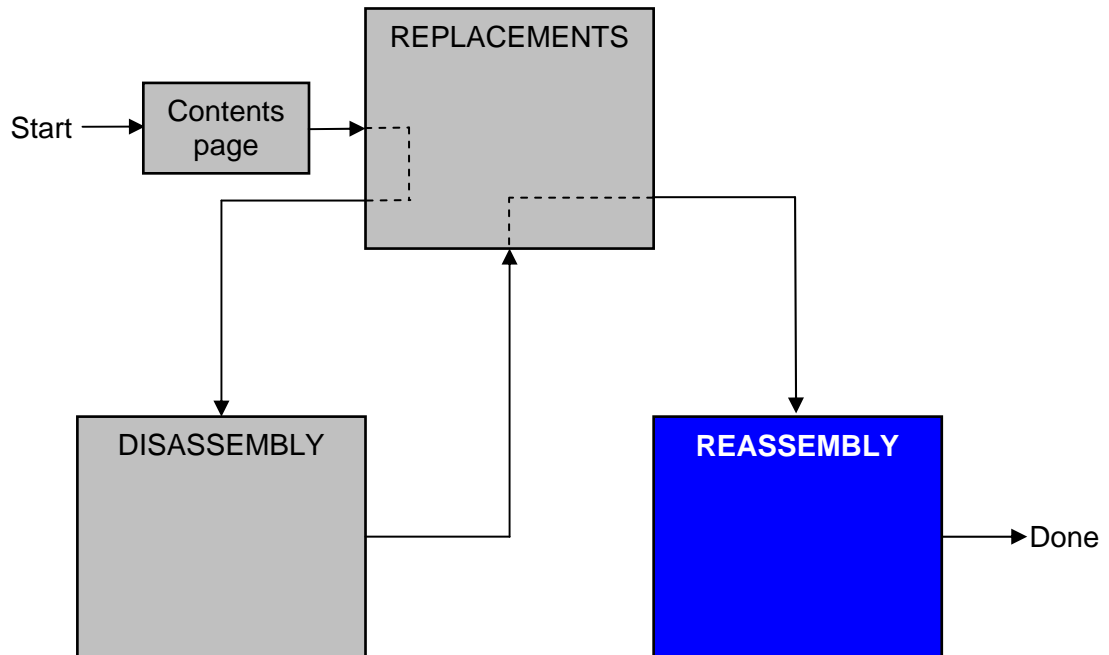 REPLACEMENTS
Start
Contents
page
DISASSEMBLY
REASSEMBLY
Done